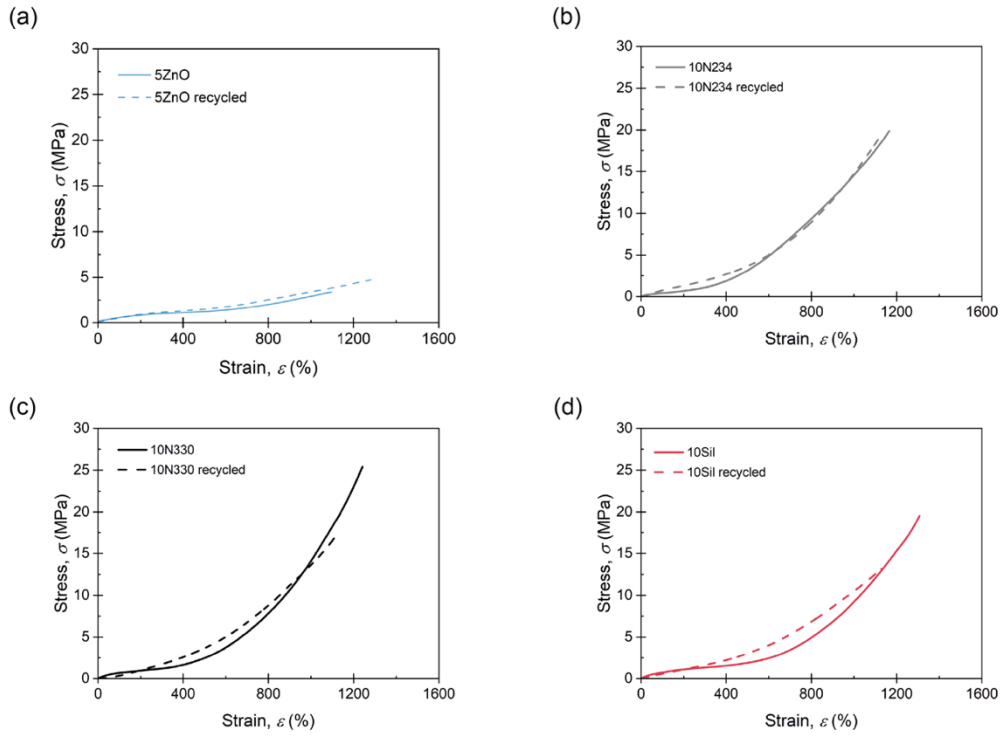 (a)
30
25
20
15
10
5
0
Stress, σ (MPa)
5ZnO
5ZnO recycled
0 400 800 1200 1600
Strain, ε (%)
(b)
30
25
20
15
10
5
0
Stress, σ (MPa)
10N234
10N234 recycled
0 400 800 1200 1600
Strain, ε (%)
(c)
30
25
20
15
10
5
0
Stress, σ (MPa)
10N330
10N330 recycled
0 400 800 1200 1600
Strain, ε (%)
(d)
30
25
20
15
10
5
0
Stress, σ (MPa)
10Sil
10Sil recycled
0 400 800 1200 1600
Strain, ε (%)